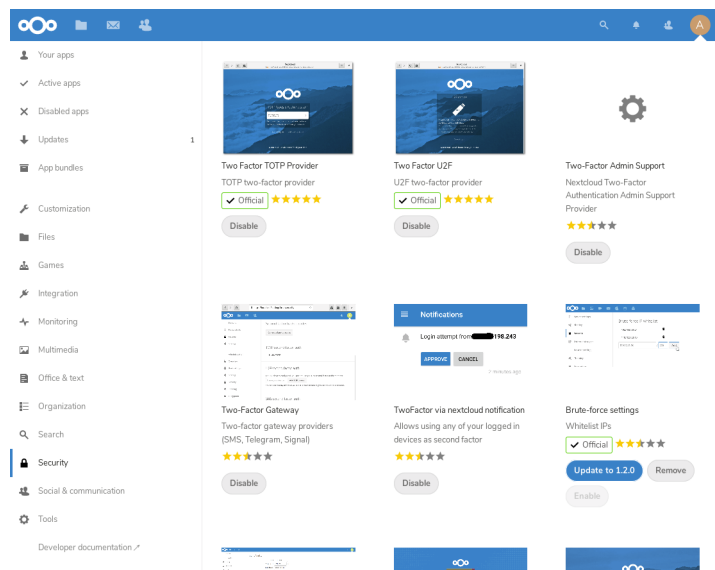 A
Your apps
Active apps
Disabled apps
Updates 1
App bundles
Customization
Files
Games
Integration
Monitoring
Multimedia
Office & text
Organization
Search
Security
Social & communication
Tools
Developer documentation ↗
Two Factor TOTP Provider
TOTP two-factor provider
Official
Disable
Two Factor U2F
U2F two-factor provider
Official
Disable
Two-Factor Admin Support
Nextcloud Two-Factor
Authentication Admin Support
Provider
Disable
Two-Factor Gateway
Two-factor gateway providers
(SMS, Telegram, Signal)
Disable
Notifications
Login attempt from 198.243
APPROVE CANCEL
7 minutes ago
TwoFactor via nextcloud notification
Allows using any of your logged in
devices as second factor
Disable
Brute-force settings
Whitelist IPs
Official
Update to 1.2.0 Remove
Enable